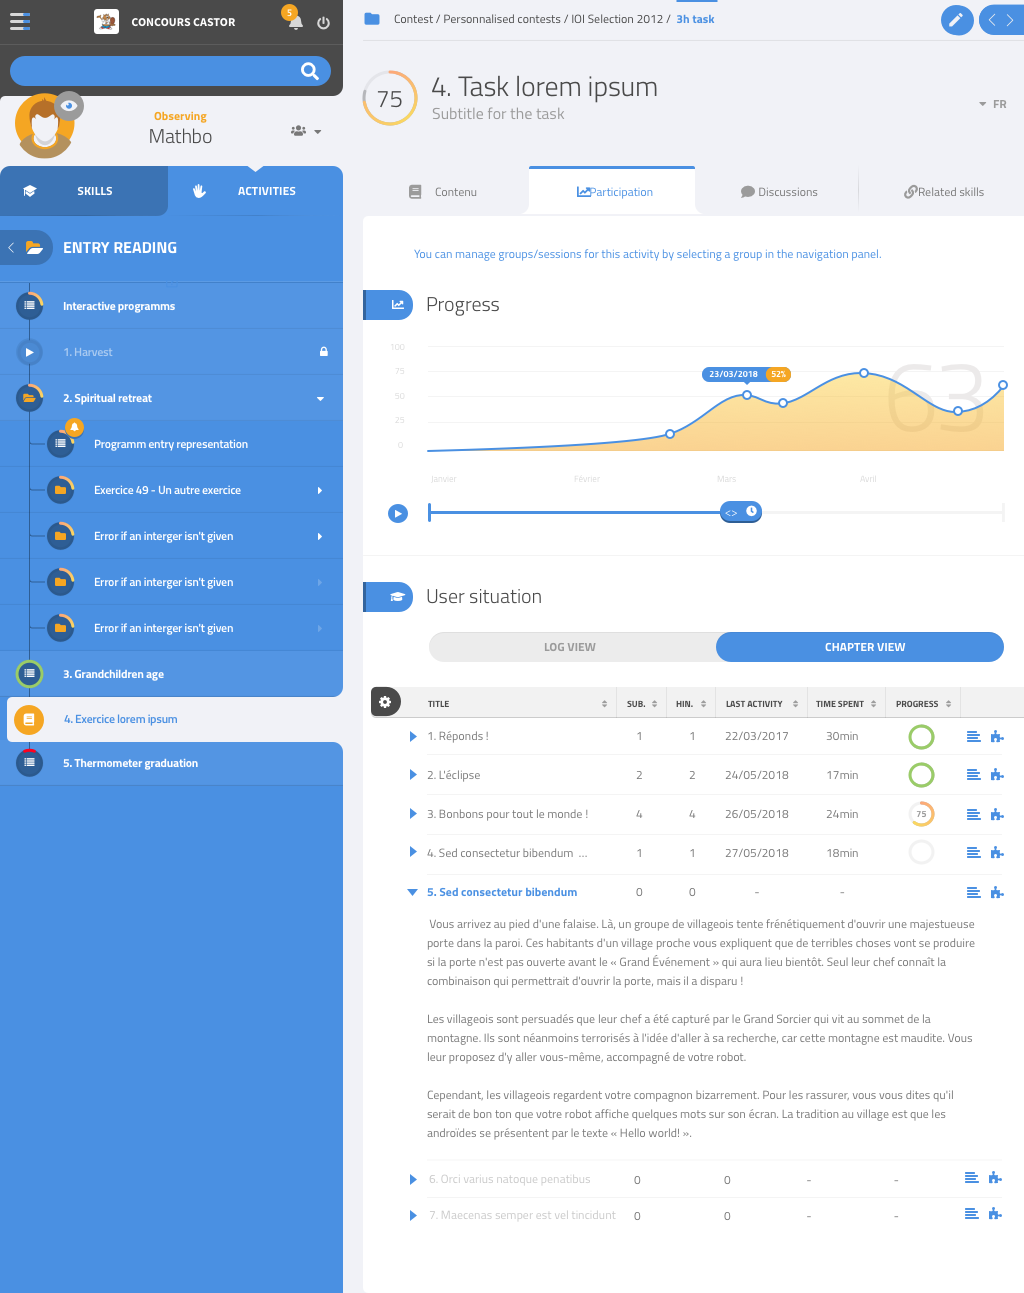 CONCOURS CASTOR
5
Observing
Mathbo
SKILLS
ACTIVITIES
ENTRY READING
Interactive programms
1. Harvest
2. Spiritual retreat
Programm entry representation
Exercice 49 - Un autre exercice
Error if an interger isn't given
Error if an interger isn't given
Error if an interger isn't given
3. Grandchildren age
4. Exercice lorem ipsum
5. Thermometer graduation
Contest / Personnalised contests / IOI Selection 2012 / 3h task
75
4. Task lorem ipsum
Subtitle for the task
FR
Contenu
Participation
Discussions
Related skills
You can manage groups/sessions for this activity by selecting a group in the navigation panel.
Progress
100
75
50
25
0
23/03/2018 52%
63
Janvier Février Mars Avril
<>
User situation
LOG VIEW
CHAPTER VIEW
TITLE SUB. HIN. LAST ACTIVITY TIME SPENT PROGRESS
1. Réponds ! 1 1 22/03/2017 30min
2. L'éclipse 2 2 24/05/2018 17min
3. Bonbons pour tout le monde ! 4 4 26/05/2018 24min 75
4. Sed consectetur bibendum ... 1 1 27/05/2018 18min
5. Sed consectetur bibendum 0 0 - -
Vous arrivez au pied d'une falaise. Là, un groupe de villageois tente frénétiquement d'ouvrir une majestueuse
porte dans la paroi. Ces habitants d'un village proche vous expliquent que de terribles choses vont se produire
si la porte n'est pas ouverte avant le « Grand Événement » qui aura lieu bientôt. Seul leur chef connaît la
combinaison qui permettrait d'ouvrir la porte, mais il a disparu !
Les villageois sont persuadés que leur chef a été capturé par le Grand Sorcier qui vit au sommet de la
montagne. Ils sont néanmoins terrorisés à l'idée d'aller à sa recherche, car cette montagne est maudite. Vous
leur proposez d'y aller vous-même, accompagné de votre robot.
Cependant, les villageois regardent votre compagnon bizarrement. Pour les rassurer, vous vous dites qu'il
serait de bon ton que votre robot affiche quelques mots sur son écran. La tradition au village est que les
androïdes se présentent par le texte « Hello world! ».
6. Orci varius natoque penatibus 0 0 - -
7. Maecenas semper est vel tincidunt 0 0 - -